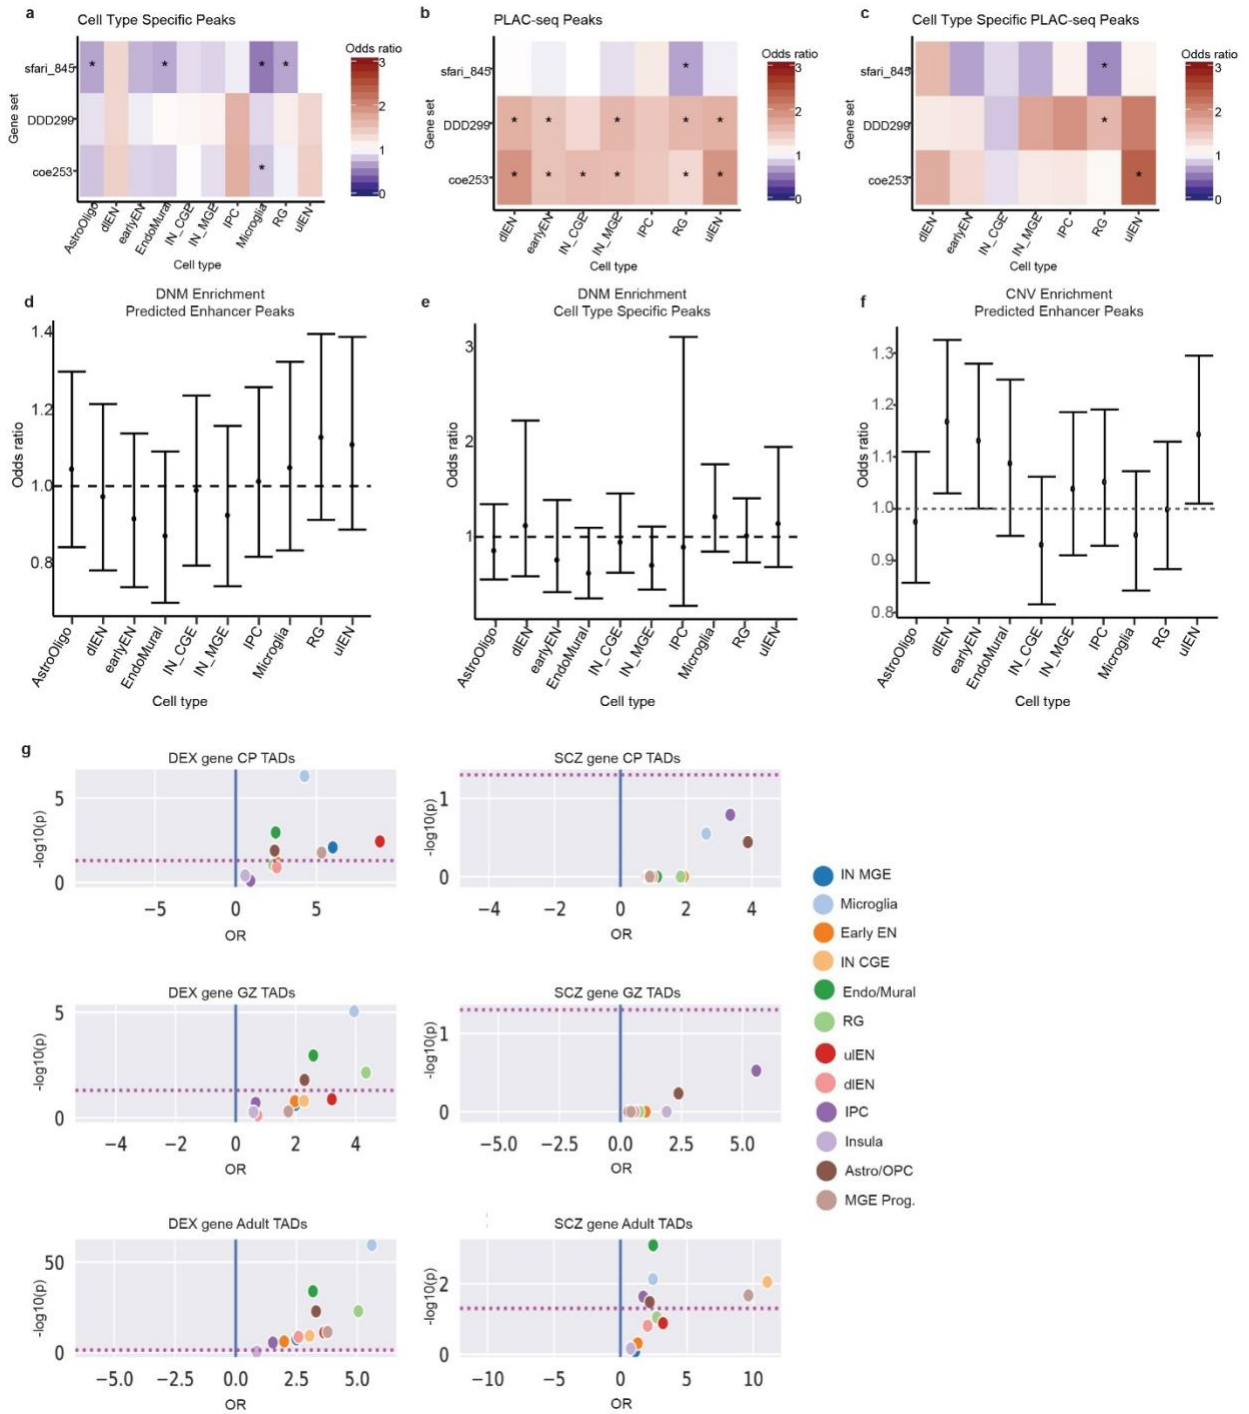 a
Cell Type Specific Peaks
Gene set
sfari_845
DDD299
coe253
* * * *
*
AstroOligo
dlEN
earlyEN
EndoMural
IN_CGE
IN_MGE
IPC
Microglia
RG
ulEN
Cell type
Odds ratio
3
2
1
0
b
PLAC-seq Peaks
Gene set
sfari_845
DDD299
coe253
*
* * * * *
* * * * * *
dlEN
earlyEN
IN_CGE
IN_MGE
IPC
RG
ulEN
Cell type
Odds ratio
3
2
1
0
c
Cell Type Specific PLAC-seq Peaks
Gene set
sfari_845
DDD299
coe253
*
*
*
dlEN
earlyEN
IN_CGE
IN_MGE
IPC
RG
ulEN
Cell type
Odds ratio
3
2
1
0
d
DNM Enrichment
Predicted Enhancer Peaks
Odds ratio
1.4
1.2
1.0
0.8
AstroOligo
dlEN
earlyEN
EndoMural
IN_CGE
IN_MGE
IPC
Microglia
RG
ulEN
Cell type
e
DNM Enrichment
Cell Type Specific Peaks
Odds ratio
3
2
1
AstroOligo
dlEN
earlyEN
EndoMural
IN_CGE
IN_MGE
IPC
Microglia
RG
ulEN
Cell type
f
CNV Enrichment
Predicted Enhancer Peaks
Odds ratio
1.3
1.2
1.1
1.0
0.9
0.8
AstroOligo
dlEN
earlyEN
EndoMural
IN_CGE
IN_MGE
IPC
Microglia
RG
ulEN
Cell type
g
DEX gene CP TADs
-log10(p)
5
0
−5 0 5
OR
SCZ gene CP TADs
-log10(p)
1
0
−4 −2 0 2 4
OR
DEX gene GZ TADs
-log10(p)
5
0
−4 −2 0 2 4
OR
SCZ gene GZ TADs
-log10(p)
1
0
−5.0 −2.5 0.0 2.5 5.0
OR
DEX gene Adult TADs
-log10(p)
50
0
−5.0 −2.5 0.0 2.5 5.0
OR
SCZ gene Adult TADs
-log10(p)
2
0
−10 −5 0 5 10
OR
IN MGE
Microglia
Early EN
IN CGE
Endo/Mural
RG
ulEN
dlEN
IPC
Insula
Astro/OPC
MGE Prog.